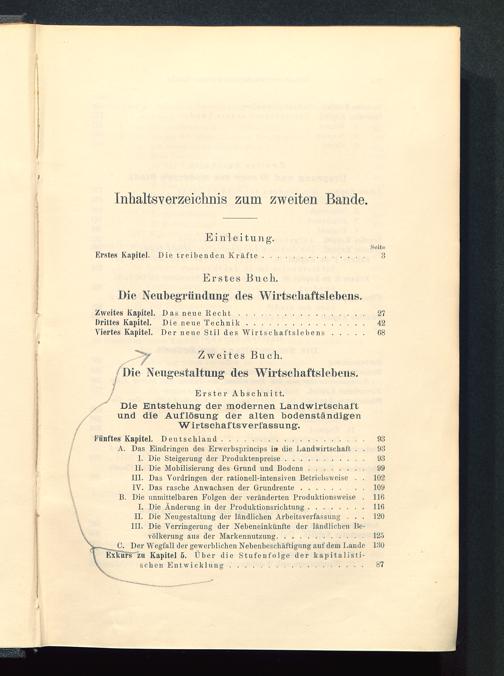 Inhaltsverzeichnis zum zweiten Bande.
Einleitung.
Seite
Erstes Kapitel. Die treibenden Kräfte . . . . . . . . . . . . . . 3
Erstes Buch.
Die Neubegründung des Wirtschaftslebens.
Zweites Kapitel. Das neue Recht . . . . . . . . . . . . . . . . 27
Drittes Kapitel. Die neue Technik . . . . . . . . . . . . . . . 42
Viertes Kapitel. Der neue Stil des Wirtschaftslebens . . . . . 68
Zweites Buch.
Die Neugestaltung des Wirtschaftslebens.
Erster Abschnitt.
Die Entstehung der modernen Landwirtschaft
und die Auflösung der alten bodenständigen
Wirtschaftsverfassung.
Fünftes Kapitel. Deutschland . . . . . . . . . . . . . . . . . . 93
A. Das Eindringen des Erwerbsprincips in die Landwirtschaft . . 93
I. Die Steigerung der Produktenpreise . . . . . . . . . . . 93
II. Die Mobilisierung des Grund und Bodens . . . . . . . . 99
III. Das Vordringen der rationell-intensiven Betriebsweise . . 102
IV. Das rasche Anwachsen der Grundrente . . . . . . . . . 109
B. Die unmittelbaren Folgen der veränderten Produktionsweise . 116
I. Die Änderung in der Produktionsrichtung . . . . . . . . 116
II. Die Neugestaltung der ländlichen Arbeitsverfassung . . . 120
III. Die Verringerung der Nebeneinkünfte der ländlichen Be-
völkerung aus der Markennutzung. . . . . . . . . . . . 125
C. Der Wegfall der gewerblichen Nebenbeschäftigung auf dem Lande 130
Exkurs zu Kapitel 5. Über die Stufenfolge der kapitalisti-
schen Entwicklung . . . . . . . . . . . . . . . . . . 87